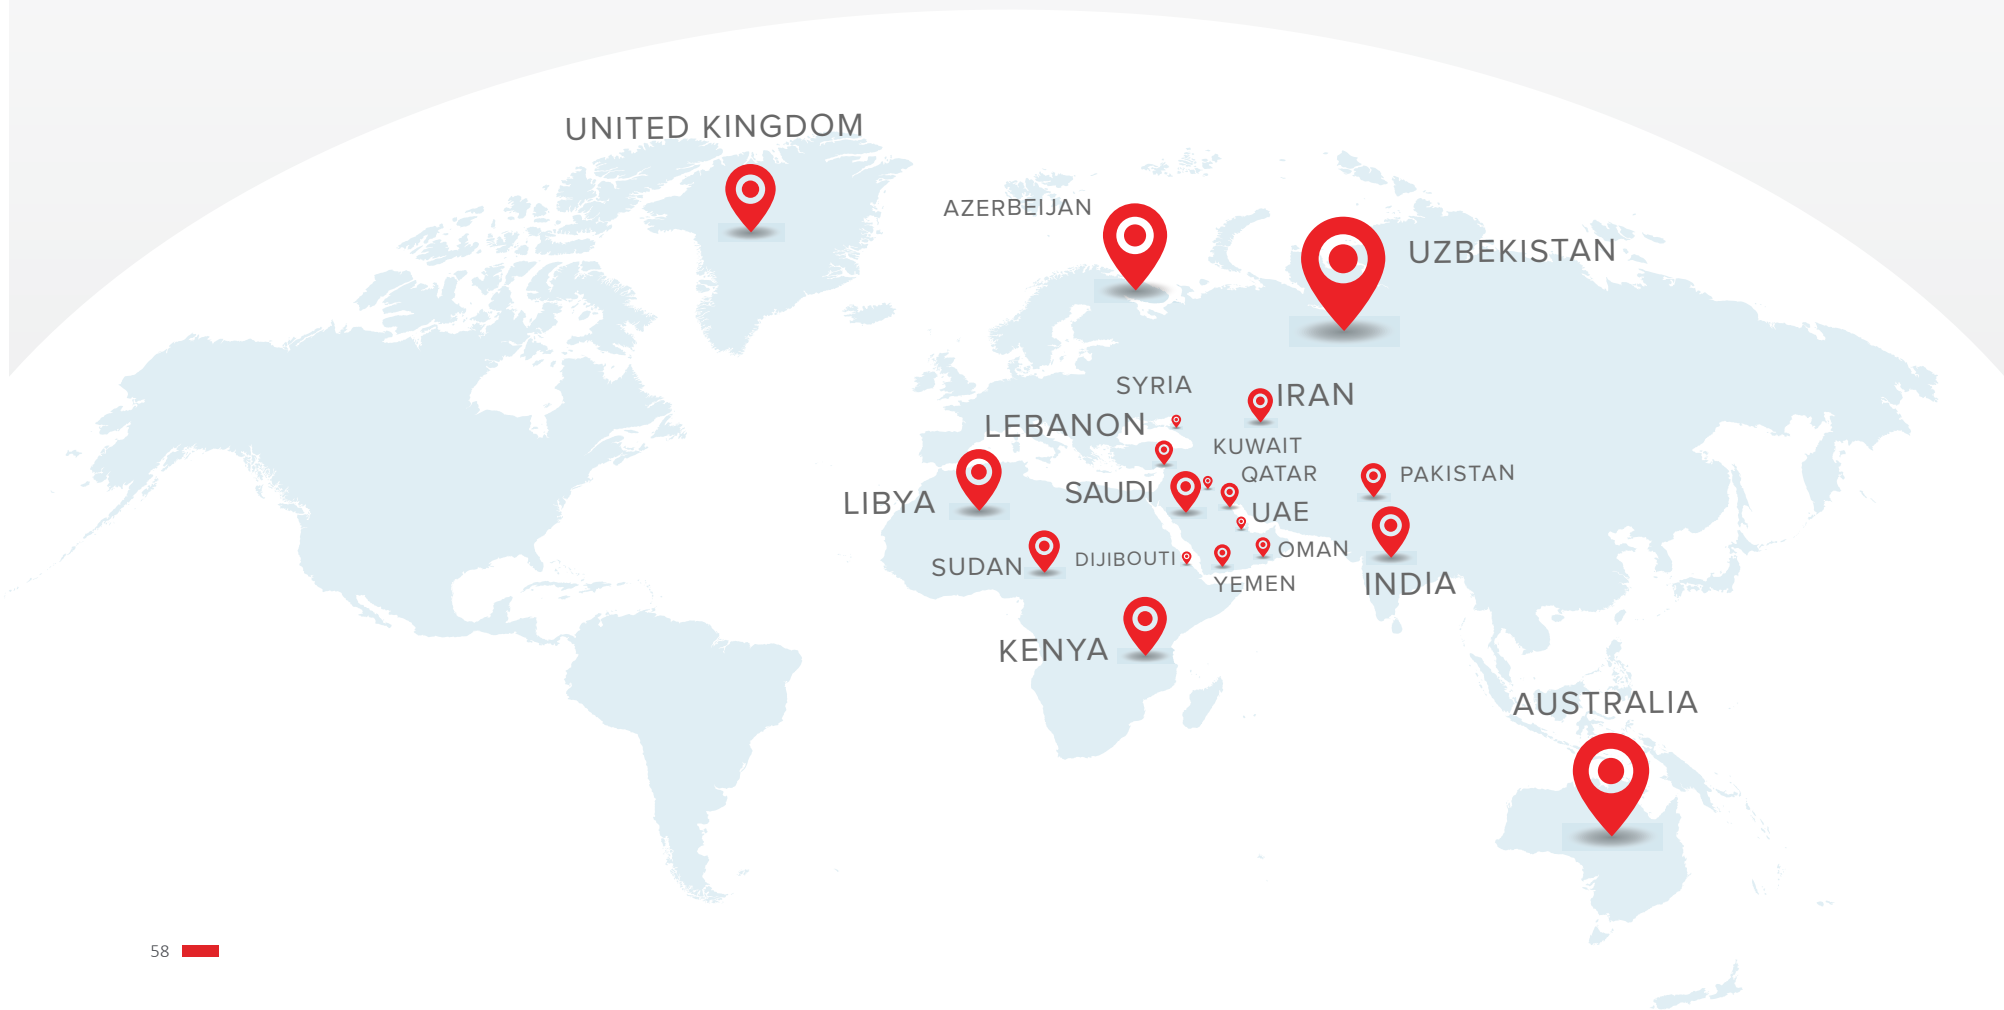 UNITED KINGDOM
AZERBEIJAN
UZBEKISTAN
SYRIA
IRAN
LEBANON
KUWAIT
QATAR
PAKISTAN
SAUDI
LIBYA
UAE
OMAN
DIJIBOUTI
SUDAN
YEMEN
INDIA
KENYA
AUSTRALIA
58